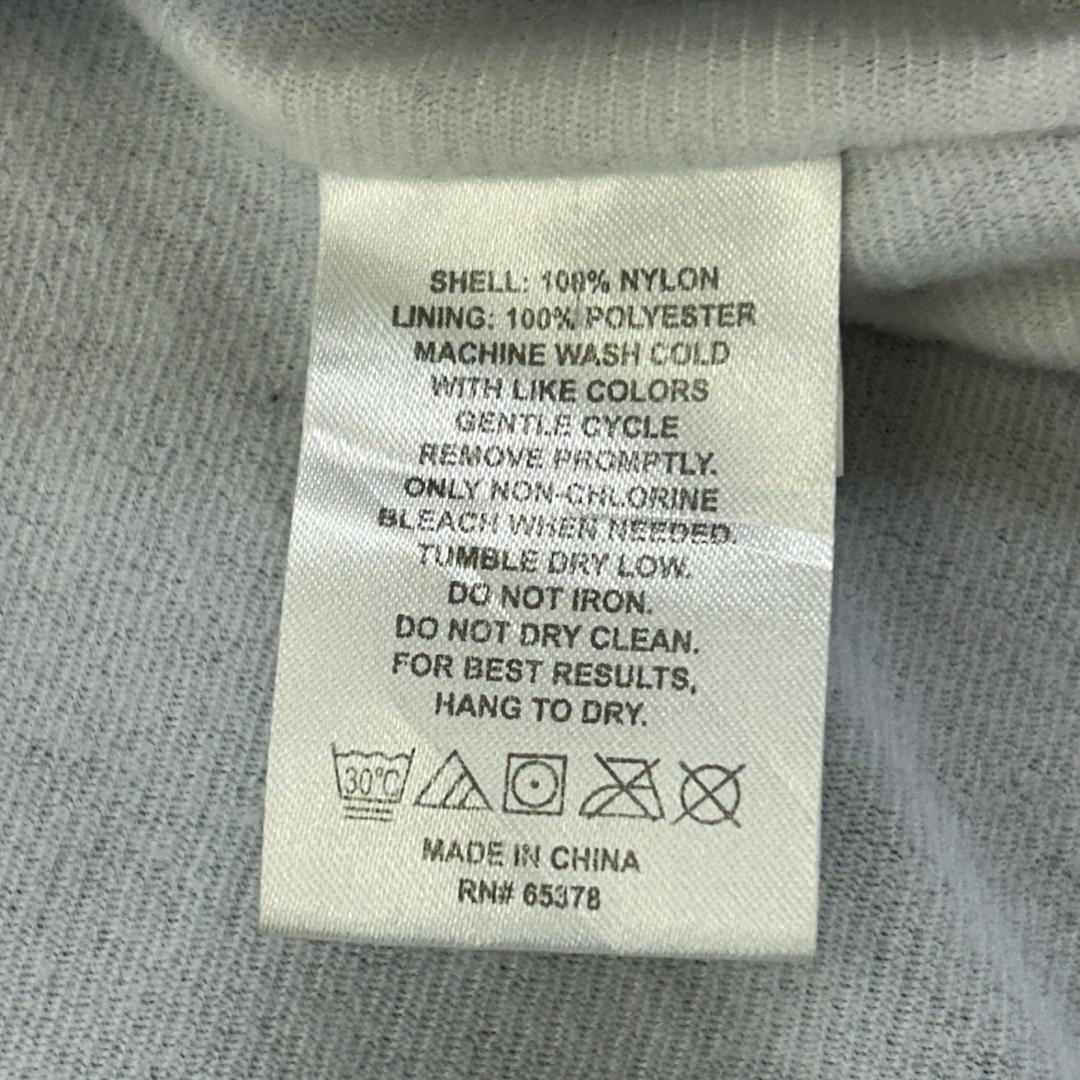 SHELL: 100% NYLON
LINING: 100% POLYESTER
MACHINE WASH COLD
WITH LIKE COLORS
GENTLE CYCLE
REMOVE PROMPTLY.
ONLY NON-CHLORINE
BLEACH WHEN NEEDED.
TUMBLE DRY LOW.
DO NOT IRON.
DO NOT DRY CLEAN.
FOR BEST RESULTS,
HANG TO DRY.
30°C
MADE IN CHINA
RN# 65378